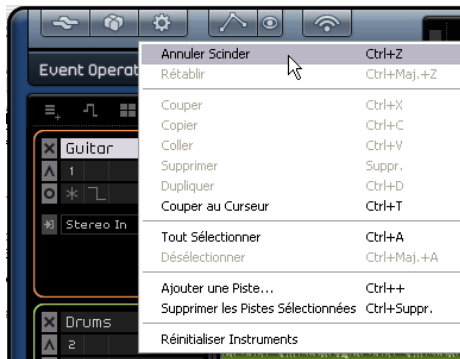 Event Operat
Annuler Scinder Ctrl+Z
Rétablir Ctrl+Maj.+Z
Couper Ctrl+X
Copier Ctrl+C
Coller Ctrl+V
Supprimer Suppr.
Dupliquer Ctrl+D
Couper au Curseur Ctrl+T
Tout Sélectionner Ctrl+A
Désélectionner Ctrl+Maj.+A
Ajouter une Piste... Ctrl++
Supprimer les Pistes Sélectionnées Ctrl+Suppr.
Réinitialiser Instruments
Guitar
1
Stereo In
Drums
2